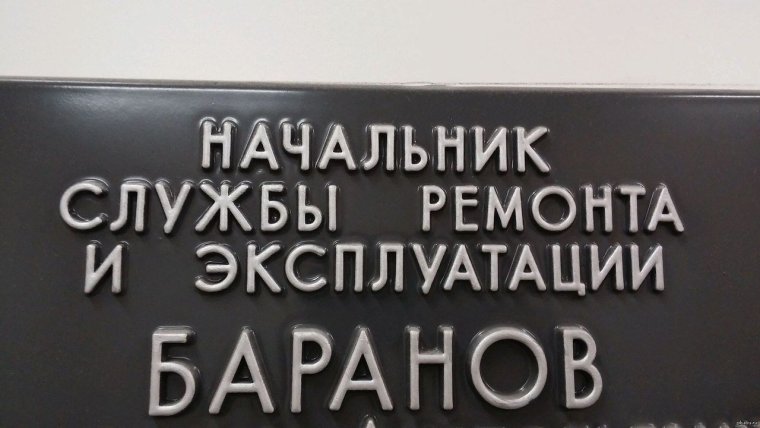 НАЧАЛЬНИК
СЛУЖБЫ РЕМОНТА
И ЭКСПЛУАТАЦИИ
БАРАНОВ